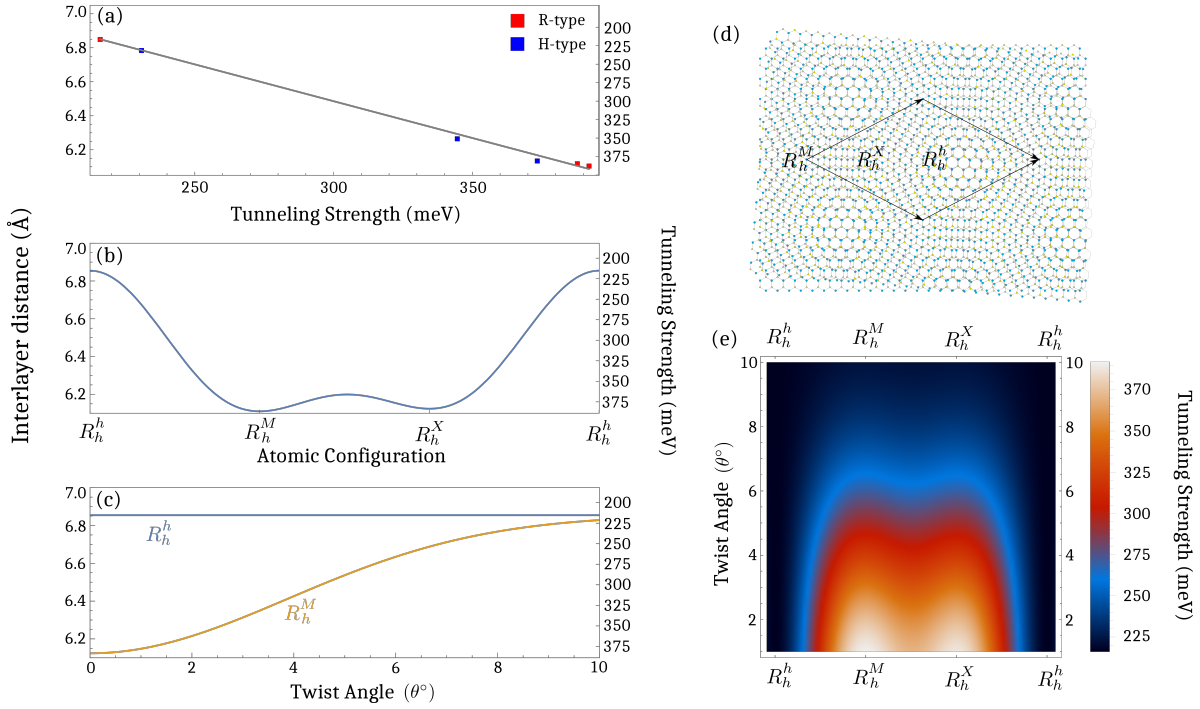 (a)
R-type
H-type
7.0
6.8
6.6
6.4
6.2
200
225
250
275
300
325
350
375
250
300
350
Tunneling Strength (meV)
Interlayer distance (Å)
(b)
7.0
6.8
6.6
6.4
6.2
200
225
250
275
300
325
350
375
Tunneling Strength (meV)
R_h^h
R_h^M
R_h^X
R_h^h
Atomic Configuration
(c)
7.0
6.8
6.6
6.4
6.2
R_h^h
R_h^M
200
225
250
275
300
325
350
375
0
2
4
6
8
10
Twist Angle (θ°)
(d)
R_h^M
R_h^X
R_h^h
(e)
R_h^h
R_h^M
R_h^X
R_h^h
10
8
6
4
2
Twist Angle (θ°)
10
8
6
4
2
R_h^h
R_h^M
R_h^X
R_h^h
370
350
325
300
275
250
225
Tunneling Strength (meV)